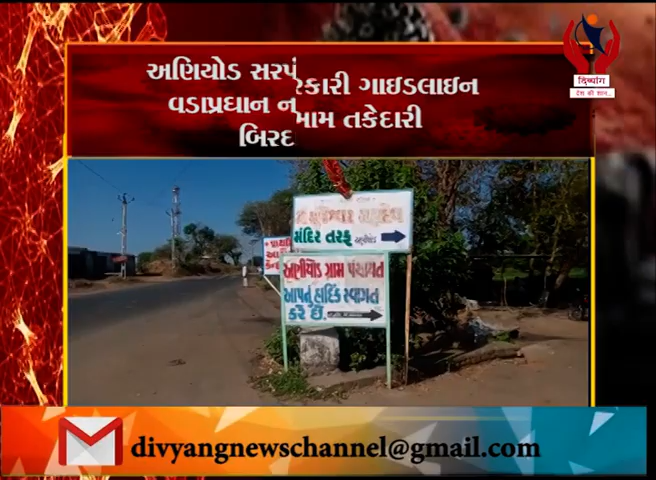 અણિયોડ સરપં
રકારી ગાઇડલાઇન
વડાપ્રધાન ન
મામ તકેદારી
બિરદ
दिव्यांग
देश की शान..
મંદિર તરફ
અણીયોડ ગ્રામ પંચાયત
આપનું હાર્દિક સ્વાગત
કરે છે.
divyangnewschannel@gmail.com